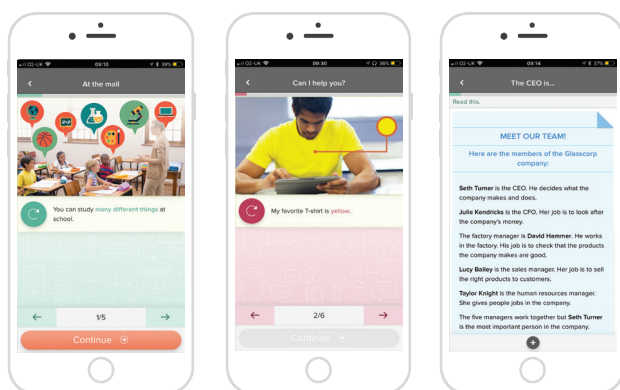 O2-UK 09:10 39%
At the mall
You can study many different things at
school.
1/5
Continue
O2-UK 09:30 36%
Can I help you?
My favorite T-shirt is yellow.
2/6
Continue
O2-UK 09:14 37%
The CEO is...
Read this.
MEET OUR TEAM!
Here are the members of the Glasscorp
company:
Seth Turner is the CEO. He decides what the
company makes and does.
Julie Kendricks is the CFO. Her job is to look after
the company's money.
The factory manager is David Hammer. He works
in the factory. His job is to check that the products
the company makes are good.
Lucy Bailey is the sales manager. Her job is to sell
the right products to customers.
Taylor Knight is the human resources manager.
She gives people jobs in the company.
The five managers work together but Seth Turner
is the most important person in the company.